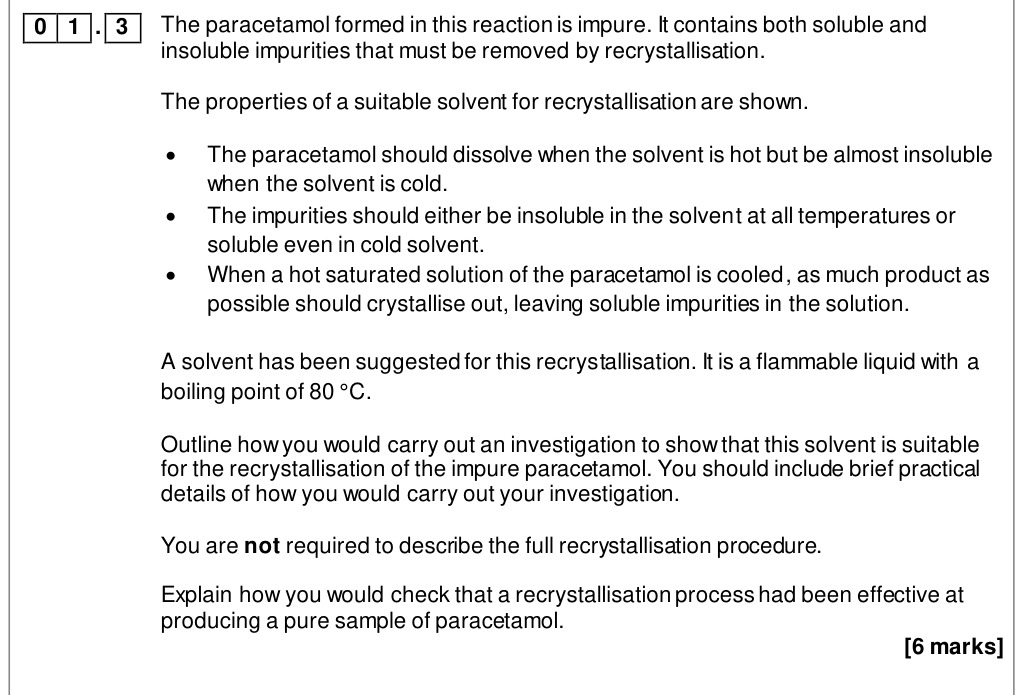 0 1 . 3 The paracetamol formed in this reaction is impure. It contains both soluble and
insoluble impurities that must be removed by recrystallisation.
The properties of a suitable solvent for recrystallisation are shown.
• The paracetamol should dissolve when the solvent is hot but be almost insoluble
when the solvent is cold.
• The impurities should either be insoluble in the solvent at all temperatures or
soluble even in cold solvent.
• When a hot saturated solution of the paracetamol is cooled, as much product as
possible should crystallise out, leaving soluble impurities in the solution.
A solvent has been suggested for this recrystallisation. It is a flammable liquid with a
boiling point of 80 °C.
Outline how you would carry out an investigation to show that this solvent is suitable
for the recrystallisation of the impure paracetamol. You should include brief practical
details of how you would carry out your investigation.
You are not required to describe the full recrystallisation procedure.
Explain how you would check that a recrystallisation process had been effective at
producing a pure sample of paracetamol.
[6 marks]